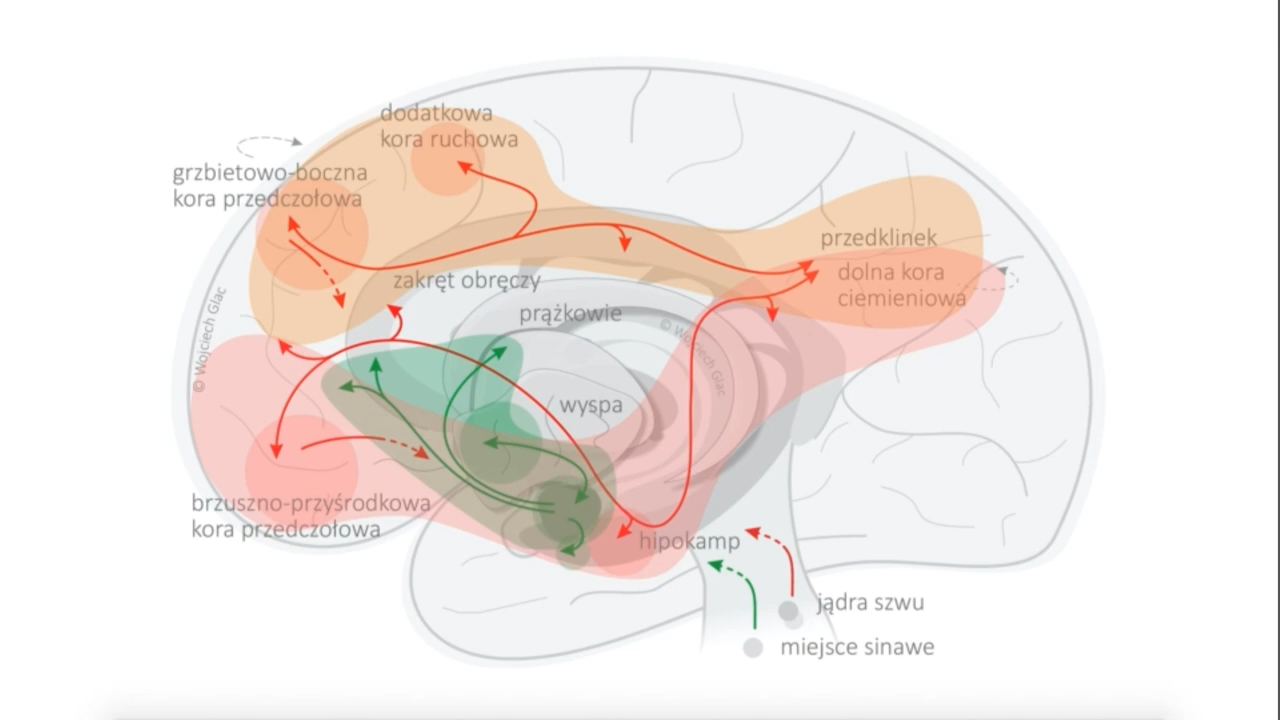 dodatkowa
kora ruchowa
grzbietowo-boczna
kora przedczołowa
przedklinek
dolna kora
ciemieniowa
zakręt obręczy
prążkowie
© Wojciech Glac
© Wojciech Glac
wyspa
brzuszno-przyśrodkowa
kora przedczołowa
hipokamp
jądra szwu
miejsce sinawe